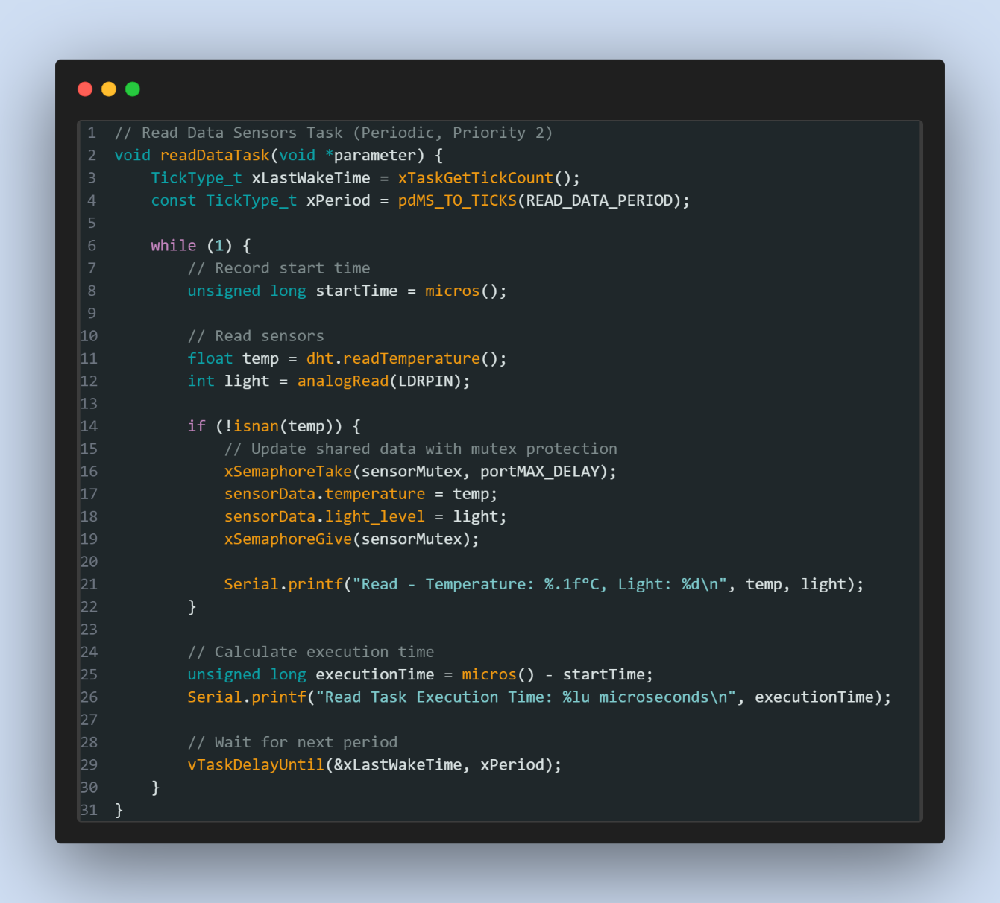 1 // Read Data Sensors Task (Periodic, Priority 2)
2 void readDataTask(void *parameter) {
3     TickType_t xLastWakeTime = xTaskGetTickCount();
4     const TickType_t xPeriod = pdMS_TO_TICKS(READ_DATA_PERIOD);
5
6     while (1) {
7         // Record start time
8         unsigned long startTime = micros();
9
10         // Read sensors
11         float temp = dht.readTemperature();
12         int light = analogRead(LDRPIN);
13
14         if (!isnan(temp)) {
15             // Update shared data with mutex protection
16             xSemaphoreTake(sensorMutex, portMAX_DELAY);
17             sensorData.temperature = temp;
18             sensorData.light_level = light;
19             xSemaphoreGive(sensorMutex);
20
21             Serial.printf("Read - Temperature: %.1f°C, Light: %d\n", temp, light);
22         }
23
24         // Calculate execution time
25         unsigned long executionTime = micros() - startTime;
26         Serial.printf("Read Task Execution Time: %lu microseconds\n", executionTime);
27
28         // Wait for next period
29         vTaskDelayUntil(&xLastWakeTime, xPeriod);
30     }
31 }